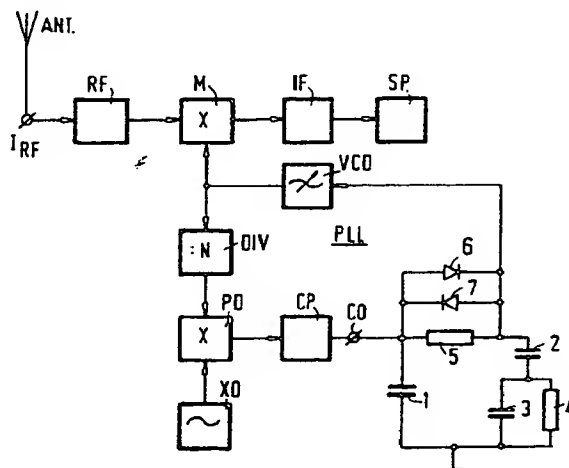 ANT.
RF.
M
IF.
SP.
X
I RF
VCO
PLL
:N
DIV
6
7
PD
CP.
CO
X
5
2
XO
1
3